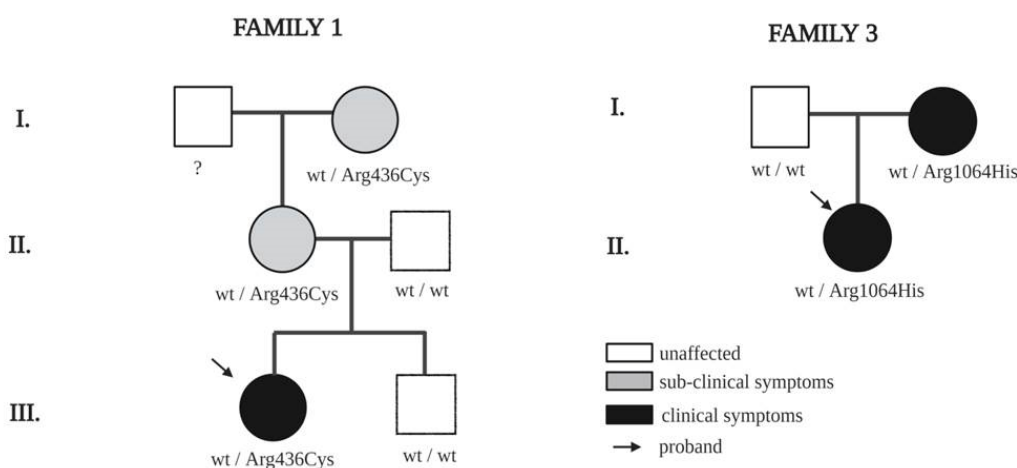 FAMILY 1
I.
?
wt / Arg436Cys
II.
wt / Arg436Cys
wt / wt
III.
wt / Arg436Cys
wt / wt
FAMILY 3
I.
wt / wt
wt / Arg1064His
II.
wt / Arg1064His
unaffected
sub-clinical symptoms
clinical symptoms
proband